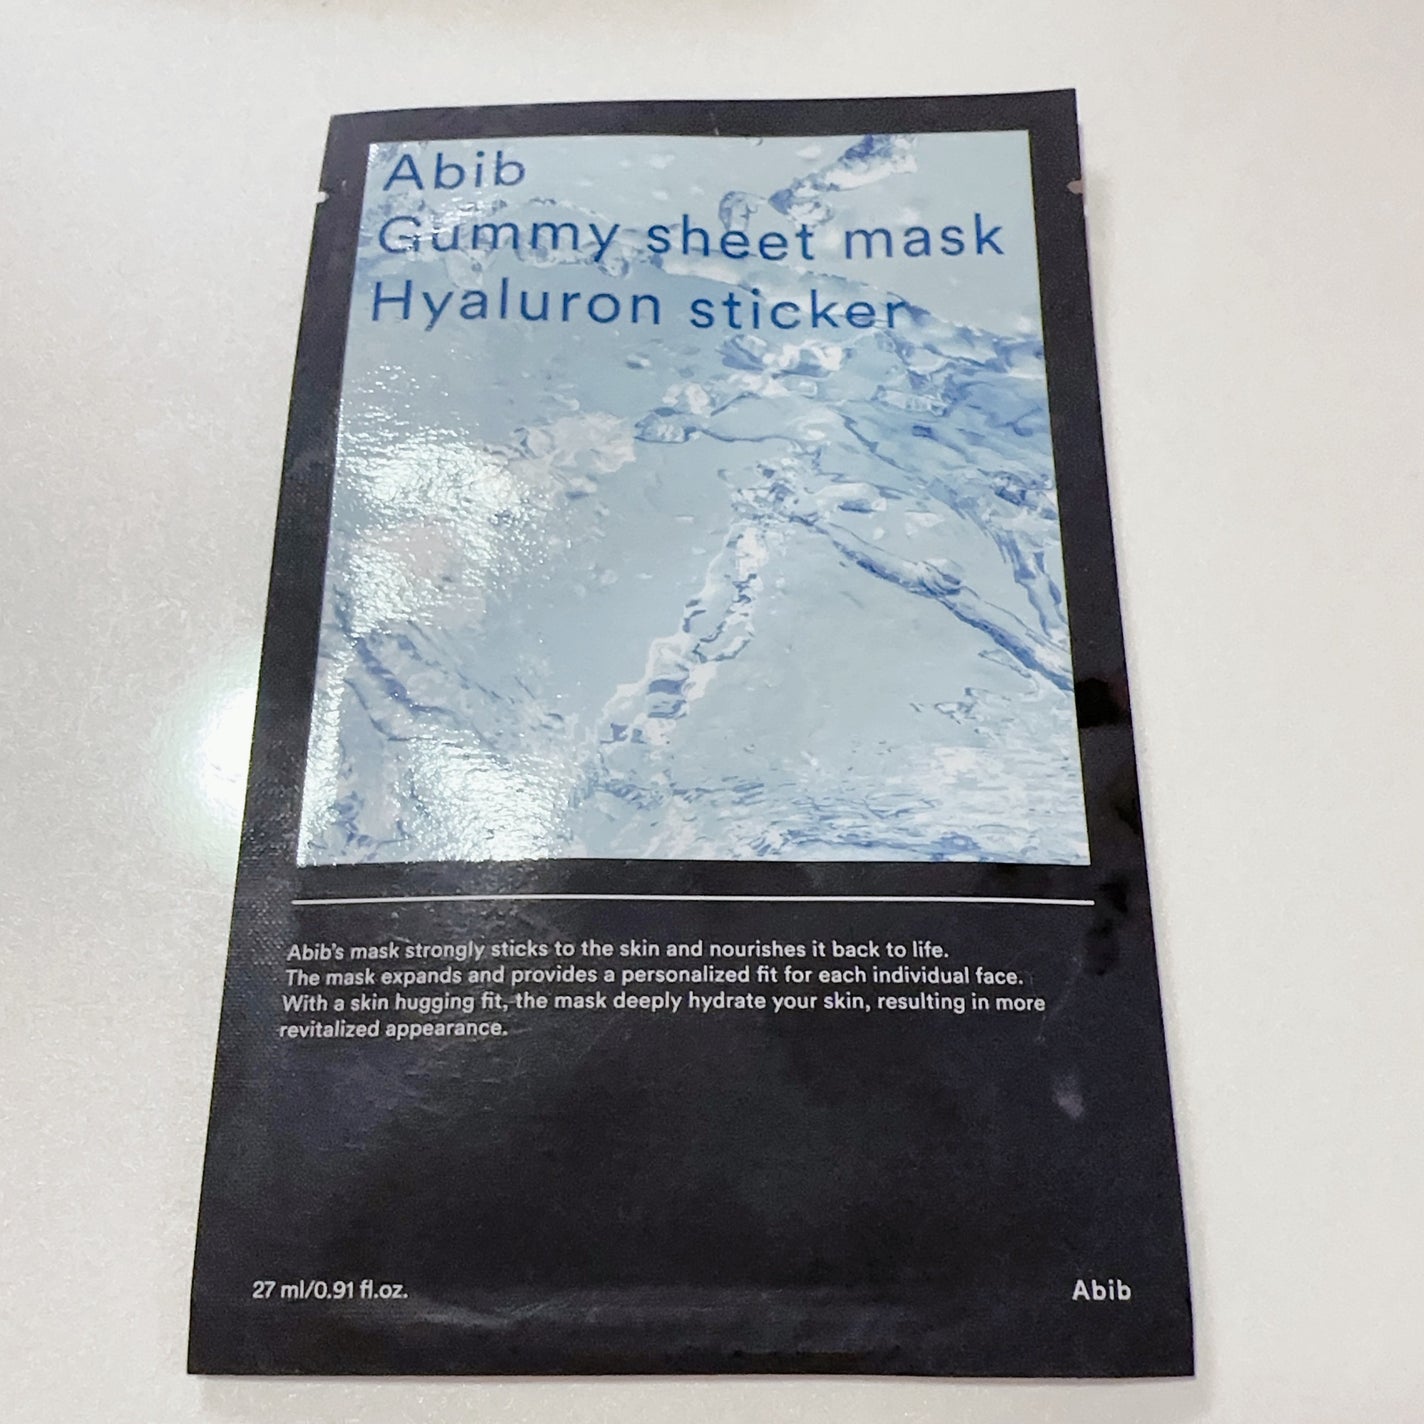 Abib
Gummy sheet mask
Hyaluron sticker
Abib's mask strongly sticks to the skin and nourishes it back to life.
The mask expands and provides a personalized fit for each individual face.
With a skin hugging fit, the mask deeply hydrate your skin, resulting in more
revitalized appearance.
27 ml/0.91 fl.oz.
Abib